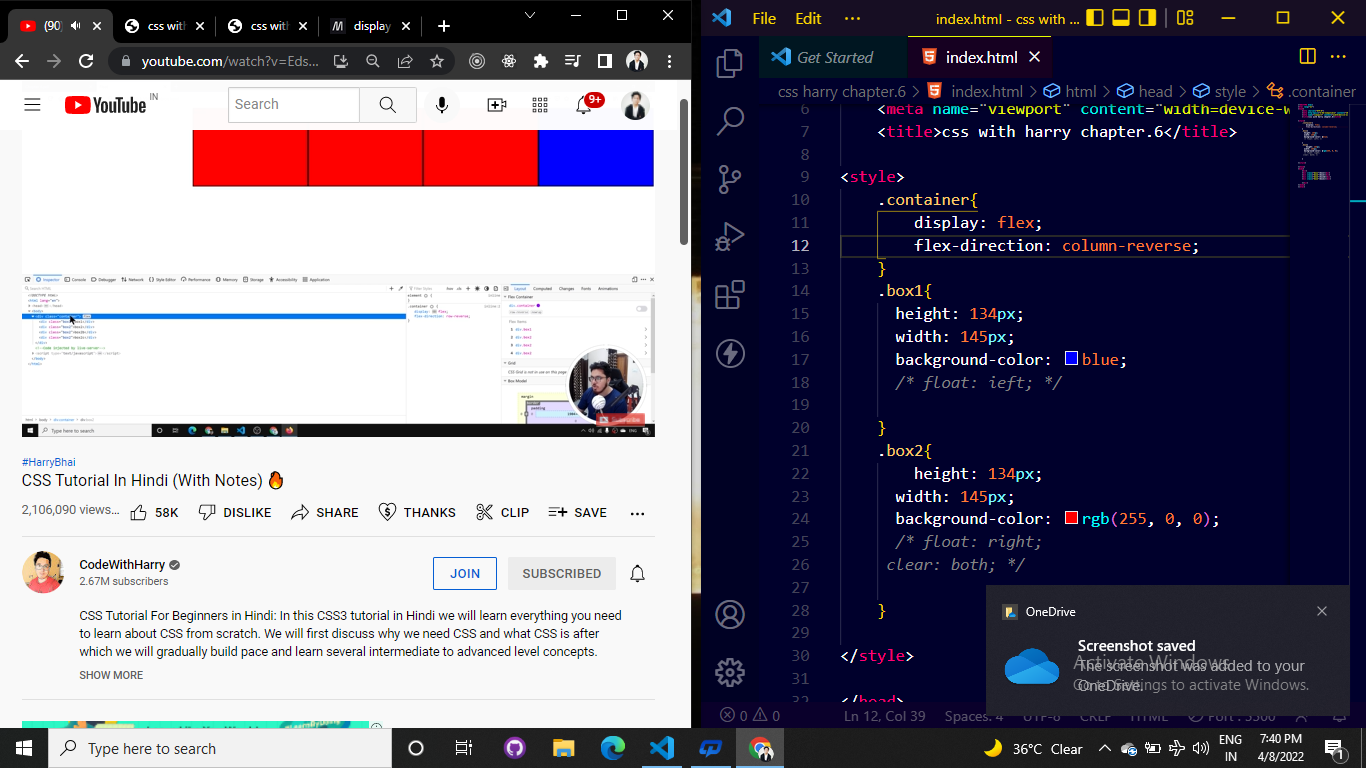 (90)
css with
css with
display
youtube.com/watch?v=Eds...
YouTube IN
Search
9+
#HarryBhai
CSS Tutorial In Hindi (With Notes) 🔥
2,106,090 views...
58K
DISLIKE
SHARE
THANKS
CLIP
SAVE
CodeWithHarry
2.67M subscribers
JOIN
SUBSCRIBED
CSS Tutorial For Beginners in Hindi: In this CSS3 tutorial in Hindi we will learn everything you need
to learn about CSS from scratch. We will first discuss why we need CSS and what CSS is after
which we will gradually build pace and learn several intermediate to advanced level concepts.
SHOW MORE
File Edit ··· index.html - css with ...
Get Started
index.html
css harry chapter.6 > index.html > html > head > style > .container
6 <meta name="viewport" content="width=device-w
7 <title>css with harry chapter.6</title>
8
9 <style>
10 .container{
11 display: flex;
12 flex-direction: column-reverse;
13 }
14 .box1{
15 height: 134px;
16 width: 145px;
17 background-color: blue;
18 /* float: ieft; */
19
20 }
21 .box2{
22 height: 134px;
23 width: 145px;
24 background-color: rgb(255, 0, 0);
25 /* float: right;
26 clear: both; */
27
28 }
29
30 </style>
31
32 </head>
OneDrive
Screenshot saved
The screenshot was added to your
OneDrive.
Activate Windows
Go to Settings to activate Windows.
0 0
Ln 12, Col 39 Spaces: 4 UTF-8 CRLF HTML Port : 5500
Type here to search
36°C Clear
ENG
IN
7:40 PM
4/8/2022
1